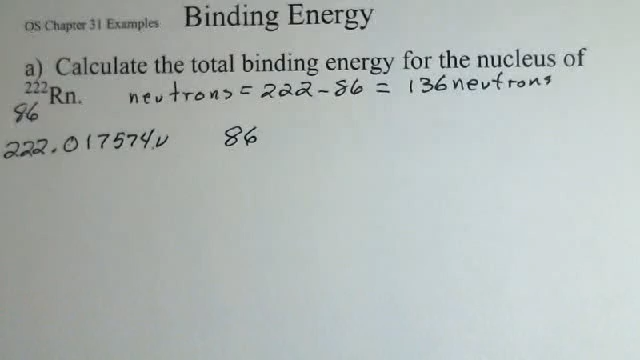 OS Chapter 31 Examples Binding Energy
a) Calculate the total binding energy for the nucleus of
²²²Rn. neutrons = 222 - 86 = 136 neutrons
86
222.017574u 86